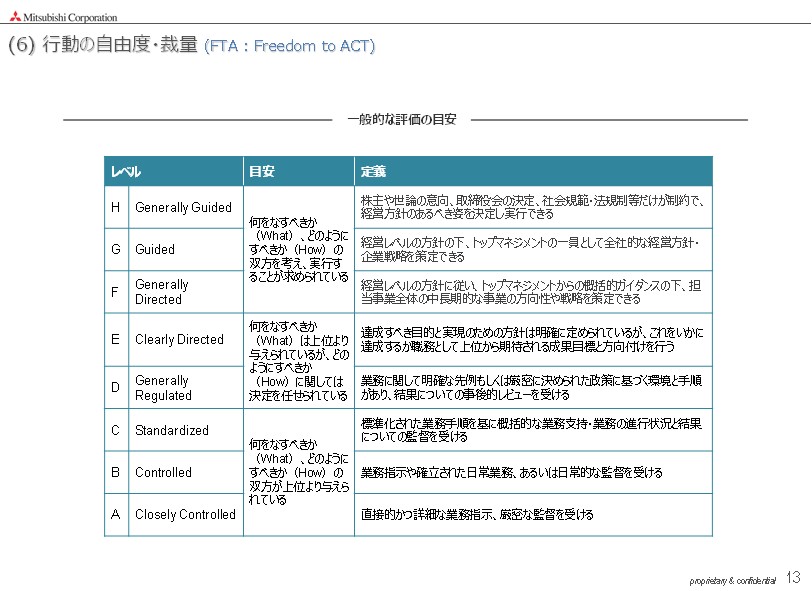 Mitsubishi Corporation
(6) 行動の自由度・裁量 (FTA : Freedom to ACT)
一般的な評価の目安
レベル 目安 定義
何をなすべきか
（What）、どのように
すべきか（How）の
双方を考え、実行す
ることが求められている
H Generally Guided
株主や世論の意向、取締役会の決定、社会規範・法規制等だけが制約で、
経営方針のあるべき姿を決定し実行できる
G Guided
経営レベルの方針の下、トップマネジメントの一員として全社的な経営方針・
企業戦略を策定できる
F Generally
Directed
経営レベルの方針に従い、トップマネジメントからの概括的ガイダンスの下、担
当事業全体の中長期的な事業の方向性や戦略を策定できる
何をなすべきか
（What）は上位より
与えられているが、どの
ようにすべきか
（How）に関しては
決定を任せられている
E Clearly Directed
達成すべき目的と実現のための方針は明確に定められているが、これをいかに
達成するか職務として上位から期待される成果目標と方向付けを行う
D Generally
Regulated
業務に関して明確な先例もしくは厳密に決められた政策に基づく環境と手順
があり、結果についての事後的レビューを受ける
何をなすべきか
（What）、どのように
すべきか（How）の
双方が上位より与えら
れている
C Standardized
標準化された業務手順を基に概括的な業務支持・業務の進行状況と結果
についての監督を受ける
B Controlled
業務指示や確立された日常業務、あるいは日常的な監督を受ける
A Closely Controlled
直接的かつ詳細な業務指示、厳密な監督を受ける
proprietary & confidential 13